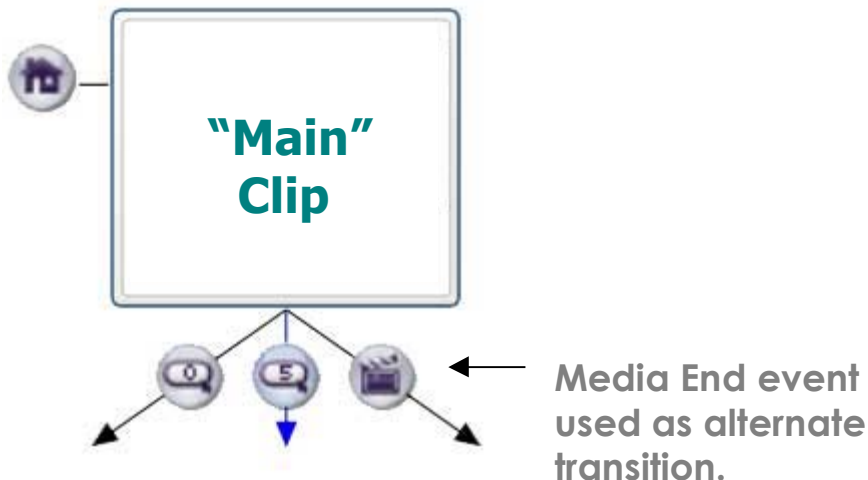 “Main”
Clip
0
5
Media End event
used as alternate
transition.